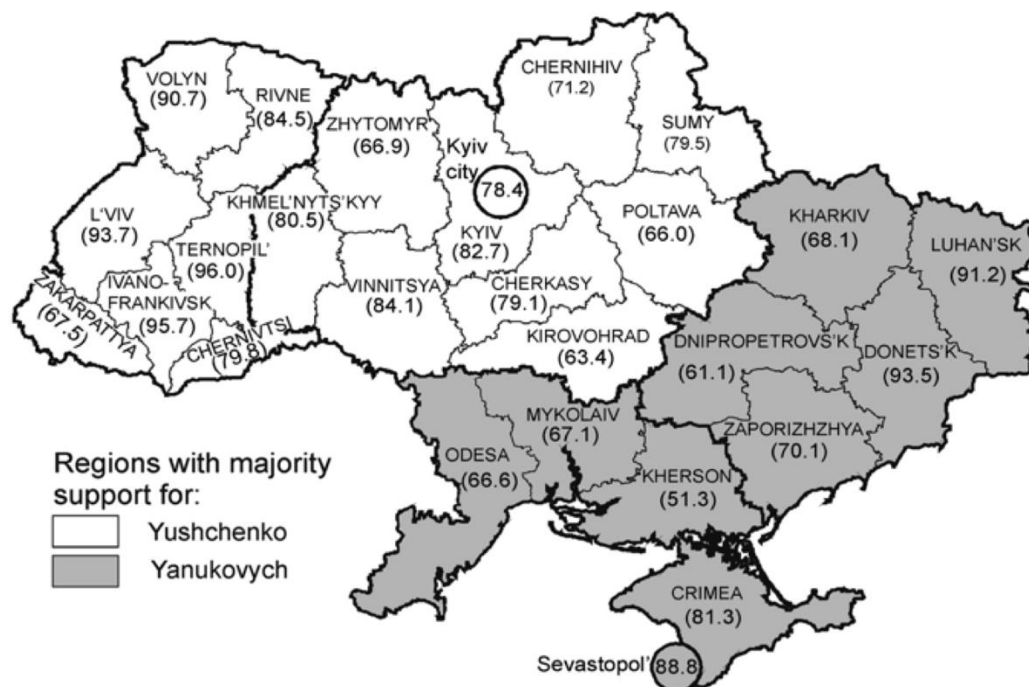 VOLYN
(90.7)
RIVNE
(84.5)
ZHYTOMYR
(66.9)
Kyiv
city
78.4
CHERNIHIV
(71.2)
SUMY
(79.5)
L'VIV
(93.7)
TERNOPIL'
(96.0)
KHMEL'NYTS'KYY
(80.5)
KYIV
(82.7)
POLTAVA
(66.0)
KHARKIV
(68.1)
LUHAN'SK
(91.2)
ZAKARPATTYA
(67.5)
IVANO-
FRANKIVSK
(95.7)
CHERNIVTSI
(79.8)
VINNITSYA
(84.1)
CHERKASY
(79.1)
KIROVOHRAD
(63.4)
DNIPROPETROVS'K
(61.1)
DONETS'K
(93.5)
ODESA
(66.6)
MYKOLAIV
(67.1)
KHERSON
(51.3)
ZAPORIZHZHYA
(70.1)
Regions with majority
support for:
Yushchenko
Yanukovych
CRIMEA
(81.3)
Sevastopol'
88.8